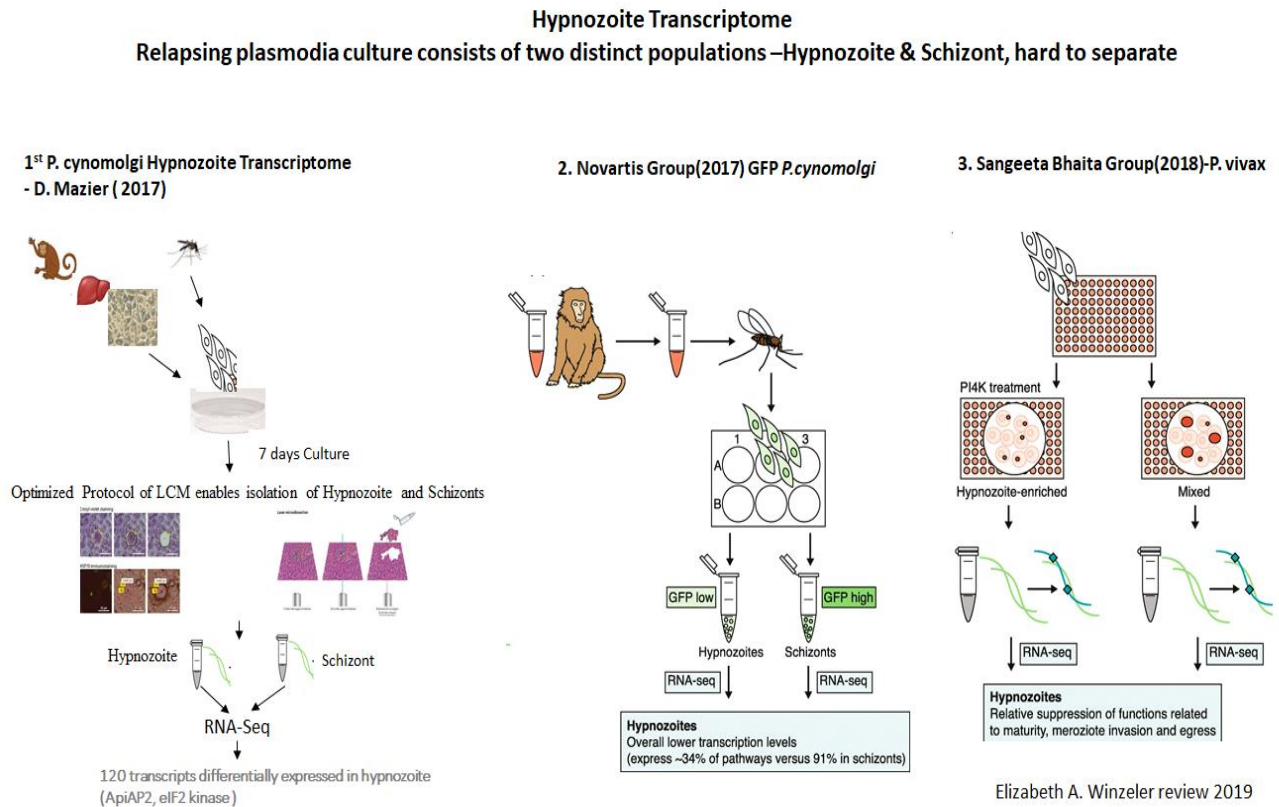 Hypnozoite Transcriptome
Relapsing plasmodia culture consists of two distinct populations –Hypnozoite & Schizont, hard to separate
1st P. cynomolgi Hypnozoite Transcriptome
- D. Mazier ( 2017)
7 days Culture
Optimized Protocol of LCM enables isolation of Hypnozoite and Schizonts
Hypnozoite
Schizont
RNA-Seq
120 transcripts differentially expressed in hypnozoite
(ApiAP2, eIF2 kinase )
2. Novartis Group(2017) GFP P.cynomolgi
1
3
A
B
GFP low
GFP high
Hypnozoites
Schizonts
RNA-seq
RNA-seq
Hypnozoites
Overall lower transcription levels
(express ~34% of pathways versus 91% in schizonts)
3. Sangeeta Bhaita Group(2018)-P. vivax
PI4K treatment
Hypnozoite-enriched
Mixed
RNA-seq
RNA-seq
Hypnozoites
Relative suppression of functions related
to maturity, meroziote invasion and egress
Elizabeth A. Winzeler review 2019